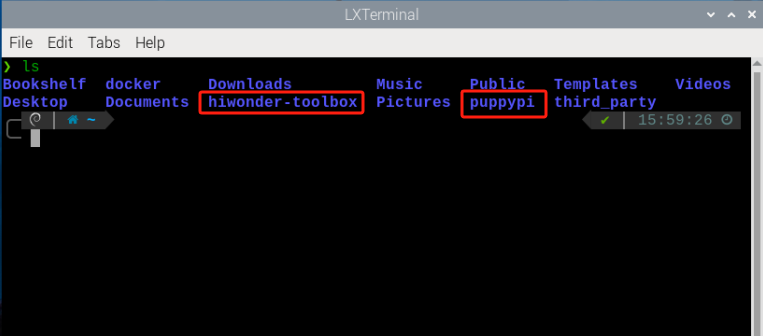 LXTerminal
File Edit Tabs Help
❯ ls
Bookshelf docker Downloads Music Public Templates Videos
Desktop Documents hiwonder-toolbox Pictures puppypi third_party
~ ✔ 15:59:26